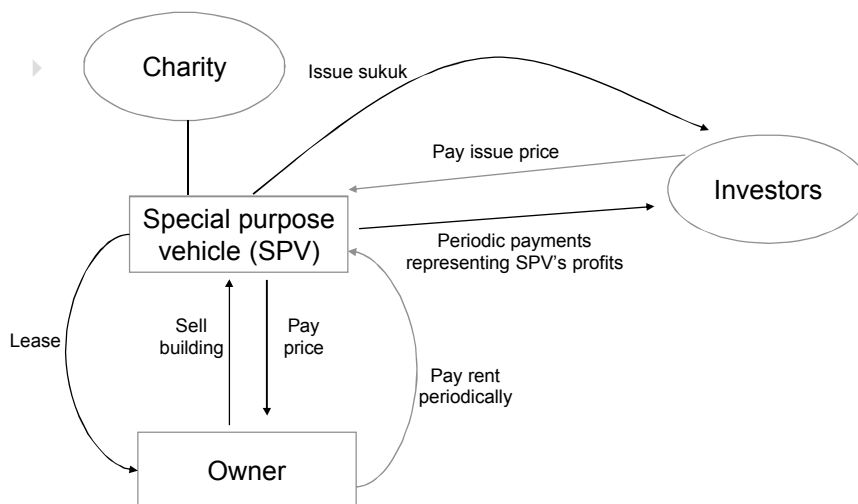 Charity
Issue sukuk
Pay issue price
Investors
Special purpose
vehicle (SPV)
Periodic payments
representing SPV’s profits
Lease
Sell
building
Pay
price
Pay rent
periodically
Owner